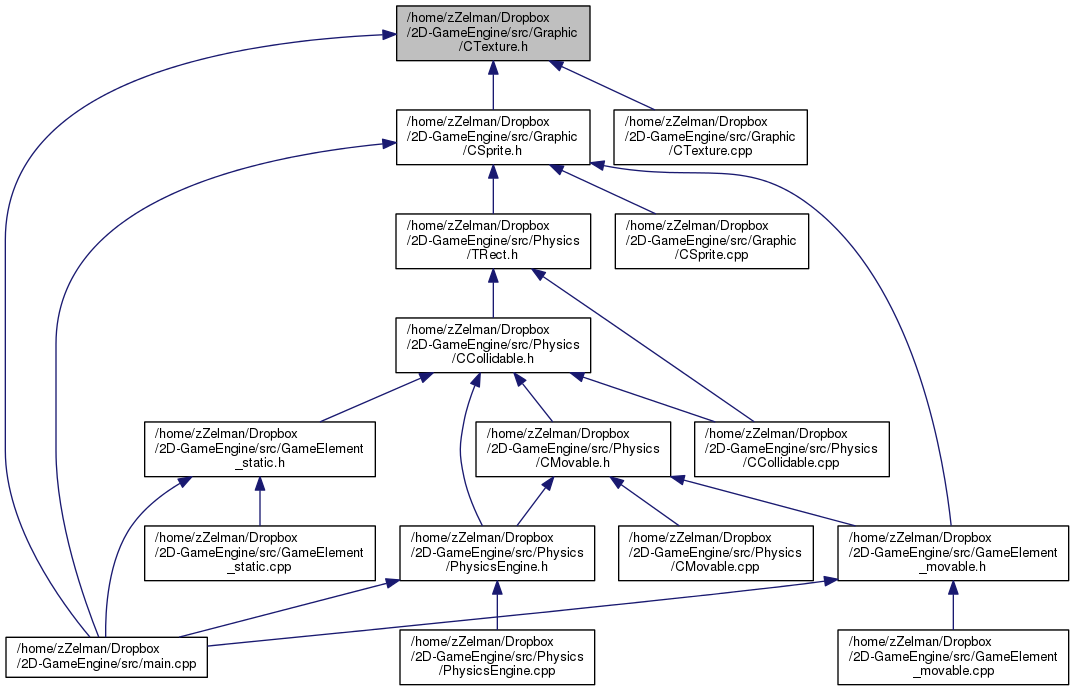 /home/zZelman/Dropbox
/2D-GameEngine/src/Graphic
/CTexture.h
/home/zZelman/Dropbox
/2D-GameEngine/src/Graphic
/CSprite.h
/home/zZelman/Dropbox
/2D-GameEngine/src/Graphic
/CTexture.cpp
/home/zZelman/Dropbox
/2D-GameEngine/src/Physics
/TRect.h
/home/zZelman/Dropbox
/2D-GameEngine/src/Graphic
/CSprite.cpp
/home/zZelman/Dropbox
/2D-GameEngine/src/Physics
/CCollidable.h
/home/zZelman/Dropbox
/2D-GameEngine/src/GameElement
_static.h
/home/zZelman/Dropbox
/2D-GameEngine/src/Physics
/CMovable.h
/home/zZelman/Dropbox
/2D-GameEngine/src/Physics
/CCollidable.cpp
/home/zZelman/Dropbox
/2D-GameEngine/src/GameElement
_static.cpp
/home/zZelman/Dropbox
/2D-GameEngine/src/Physics
/PhysicsEngine.h
/home/zZelman/Dropbox
/2D-GameEngine/src/Physics
/CMovable.cpp
/home/zZelman/Dropbox
/2D-GameEngine/src/GameElement
_movable.h
/home/zZelman/Dropbox
/2D-GameEngine/src/main.cpp
/home/zZelman/Dropbox
/2D-GameEngine/src/Physics
/PhysicsEngine.cpp
/home/zZelman/Dropbox
/2D-GameEngine/src/GameElement
_movable.cpp